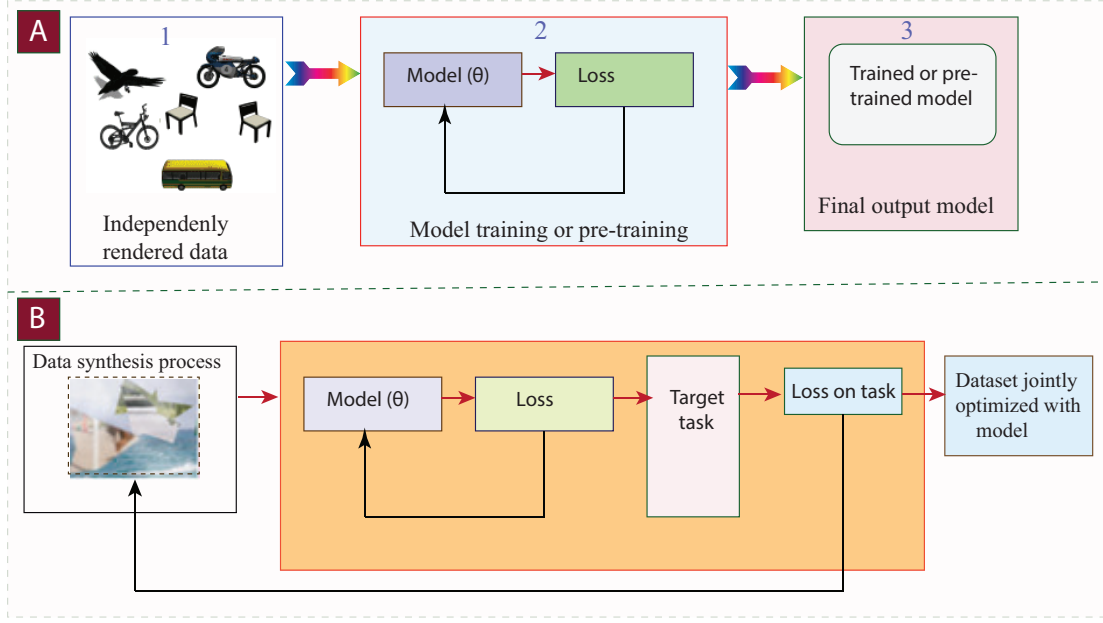 A
1
2
3
Model (θ)
Loss
Trained or pre-
trained model
Independenly
rendered data
Model training or pre-training
Final output model
B
Data synthesis process
Model (θ)
Loss
Target
task
Loss on task
Dataset jointly
optimized with
model